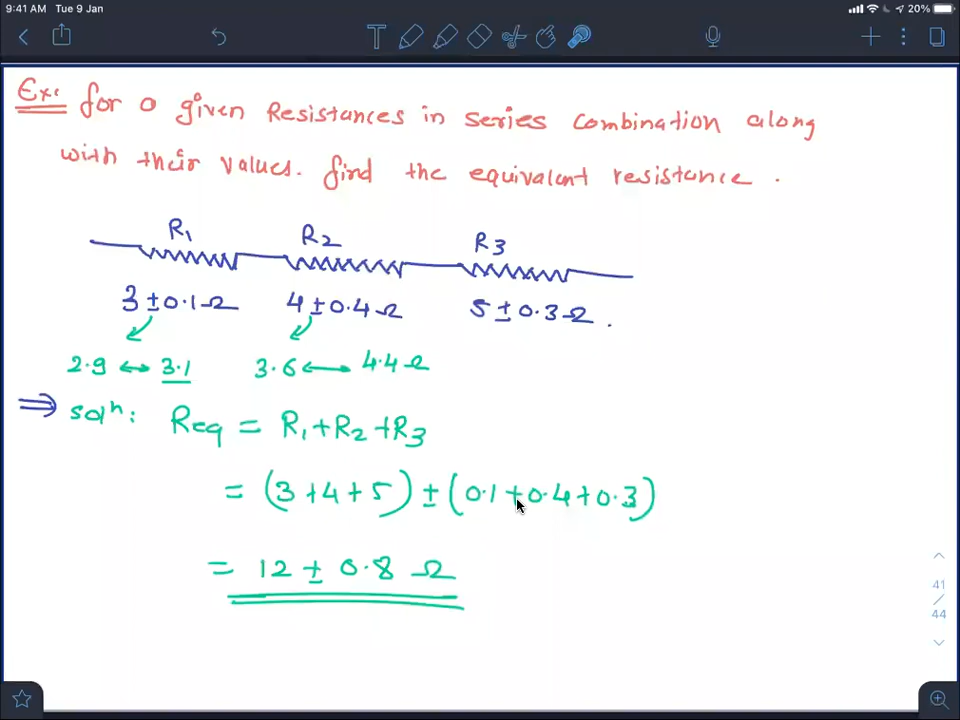 9:41 AM Tue 9 Jan
20%
Ex: for a given Resistances in series combination along
with their values. find the equivalent resistance .
R1 R2 R3
3 ± 0.1 Ω 4 ± 0.4 Ω 5 ± 0.3 Ω .
2.9 ↔ 3.1 3.6 ↔ 4.4 Ω
⇒ solⁿ: Req = R1 + R2 + R3
= (3 + 4 + 5) ± (0.1 + 0.4 + 0.3)
= 12 ± 0.8 Ω
41
/
44